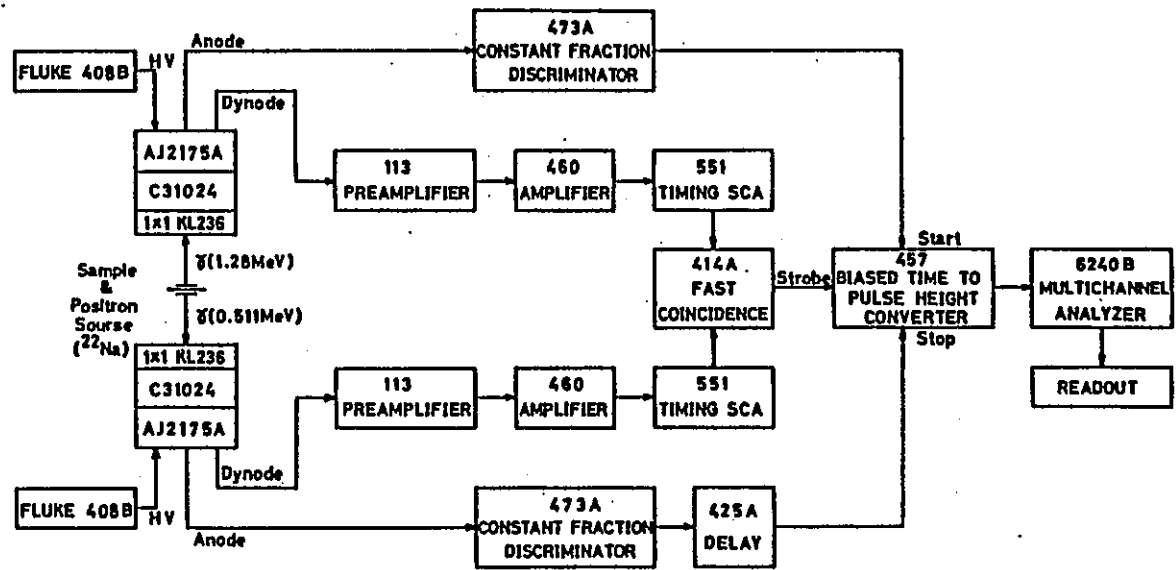 473A
CONSTANT FRACTION
DISCRIMINATOR
Anode
HV
FLUKE 408B
Dynode
AJ2175A
C31024
1x1 KL236
113
PREAMPLIFIER
460
AMPLIFIER
551
TIMING SCA
Sample
&
Positron
Sourse
(²²Na)
γ(1.28MeV)
γ(0.511MeV)
414A
FAST
COINCIDENCE
Strobe
Start
457
BIASED TIME TO
PULSE HEIGHT
CONVERTER
Stop
6240B
MULTICHANNEL
ANALYZER
READOUT
1x1 KL236
C31024
AJ2175A
113
PREAMPLIFIER
460
AMPLIFIER
551
TIMING SCA
Dynode
FLUKE 408B
HV
Anode
473A
CONSTANT FRACTION
DISCRIMINATOR
425A
DELAY